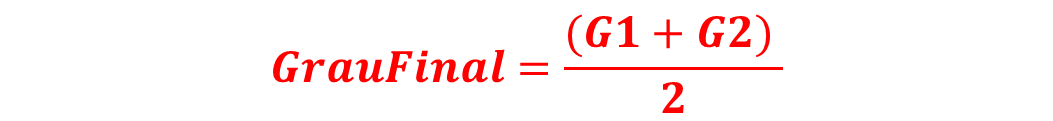 GrauFinal = (G1 + G2) / 2